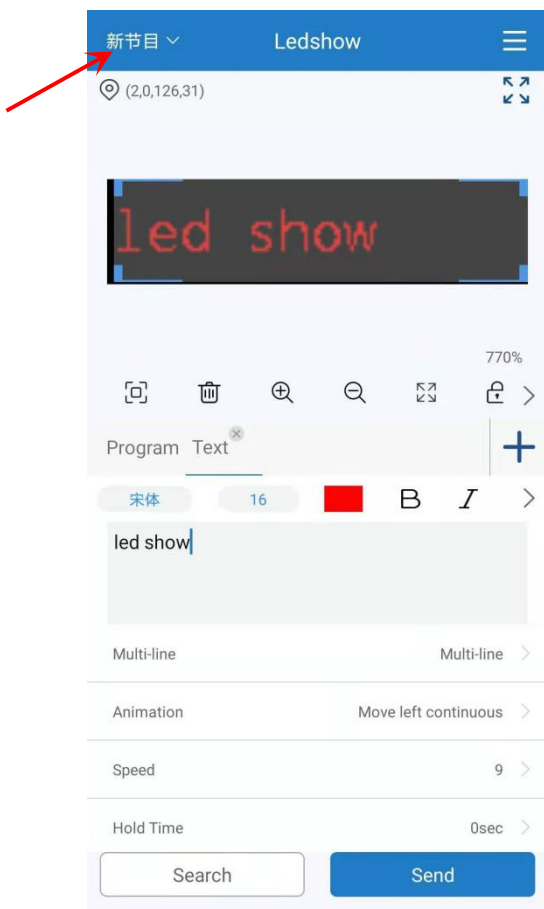 新节目 Ledshow
(2,0,126,31)
led show
770%
Program Text
宋体 16 B I
led show
Multi-line Multi-line
Animation Move left continuous
Speed 9
Hold Time 0sec
Search Send